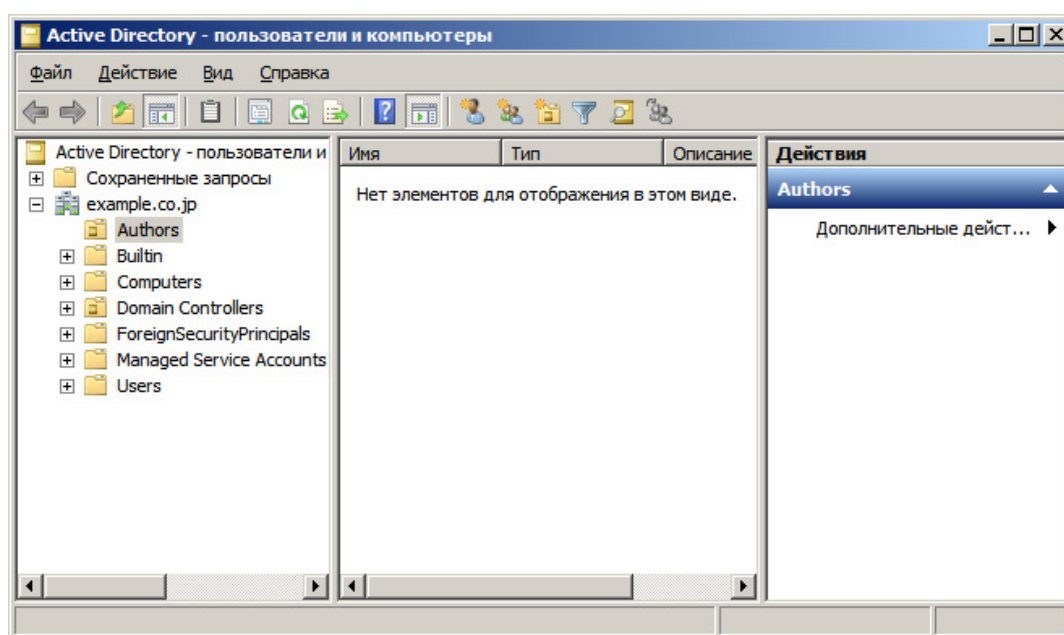 Active Directory - пользователи и компьютеры
Файл Действие Вид Справка
Active Directory - пользователи и
Сохраненные запросы
example.co.jp
Authors
Builtin
Computers
Domain Controllers
ForeignSecurityPrincipals
Managed Service Accounts
Users
Имя Тип Описание
Нет элементов для отображения в этом виде.
Действия
Authors
Дополнительные дейст...